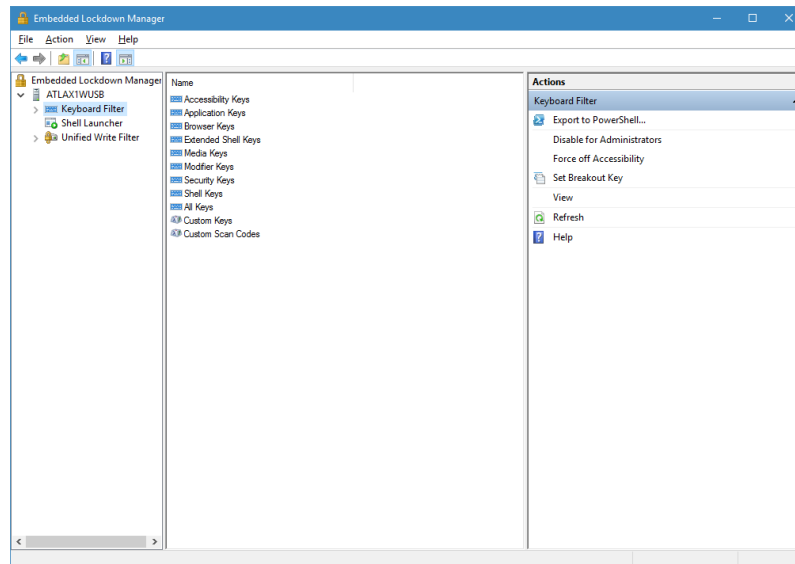 Embedded Lockdown Manager
File Action View Help
Embedded Lockdown Manager
ATLAX1WUSB
Keyboard Filter
Shell Launcher
Unified Write Filter
Name
Accessibility Keys
Application Keys
Browser Keys
Extended Shell Keys
Media Keys
Modifier Keys
Security Keys
Shell Keys
All Keys
Custom Keys
Custom Scan Codes
Actions
Keyboard Filter
Export to PowerShell...
Disable for Administrators
Force off Accessibility
Set Breakout Key
View
Refresh
Help